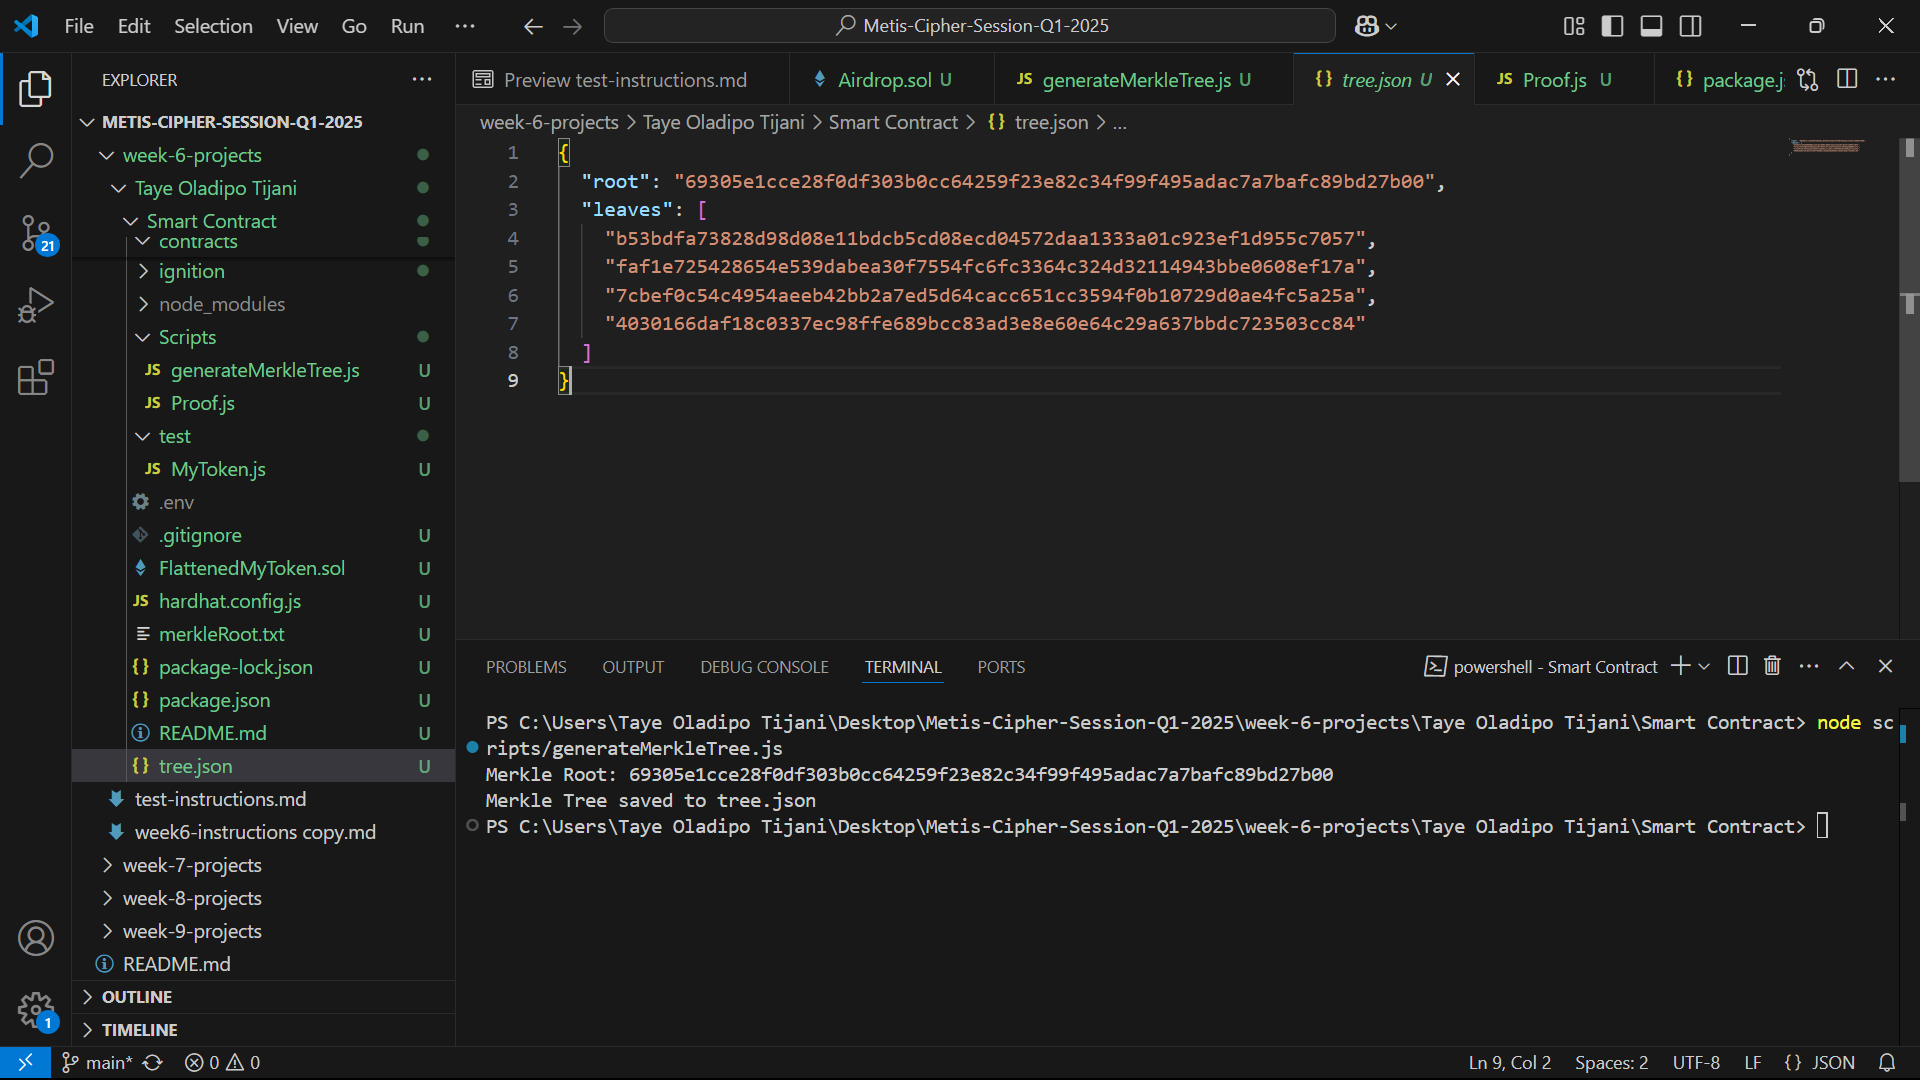 File Edit Selection View Go Run
Metis-Cipher-Session-Q1-2025
EXPLORER
METIS-CIPHER-SESSION-Q1-2025
week-6-projects
Taye Oladipo Tijani
Smart Contract
contracts
ignition
node_modules
Scripts
JS generateMerkleTree.js U
JS Proof.js U
test
JS MyToken.js U
.env
.gitignore U
FlattenedMyToken.sol U
JS hardhat.config.js U
merkleRoot.txt U
{} package-lock.json U
{} package.json U
README.md U
{} tree.json U
test-instructions.md
week6-instructions copy.md
week-7-projects
week-8-projects
week-9-projects
README.md
OUTLINE
TIMELINE
21
1
Preview test-instructions.md
Airdrop.sol U
JS generateMerkleTree.js U
{} tree.json U
JS Proof.js U
{} package.js
week-6-projects > Taye Oladipo Tijani > Smart Contract > {} tree.json > ...
1 {
2 "root": "69305e1cce28f0df303b0cc64259f23e82c34f99f495adac7a7bafc89bd27b00",
3 "leaves": [
4 "b53bdfa73828d98d08e11bdcb5cd08ecd04572daa1333a01c923ef1d955c7057",
5 "faf1e725428654e539dabea30f7554fc6fc3364c324d32114943bbe0608ef17a",
6 "7cbef0c54c4954aeeb42bb2a7ed5d64cacc651cc3594f0b10729d0ae4fc5a25a",
7 "4030166daf18c0337ec98ffe689bcc83ad3e8e60e64c29a637bbdc723503cc84"
8 ]
9 }
PROBLEMS OUTPUT DEBUG CONSOLE TERMINAL PORTS
powershell - Smart Contract
PS C:\Users\Taye Oladipo Tijani\Desktop\Metis-Cipher-Session-Q1-2025\week-6-projects\Taye Oladipo Tijani\Smart Contract> node sc
ripts/generateMerkleTree.js
Merkle Root: 69305e1cce28f0df303b0cc64259f23e82c34f99f495adac7a7bafc89bd27b00
Merkle Tree saved to tree.json
PS C:\Users\Taye Oladipo Tijani\Desktop\Metis-Cipher-Session-Q1-2025\week-6-projects\Taye Oladipo Tijani\Smart Contract>
main* 0 0
Ln 9, Col 2 Spaces: 2 UTF-8 LF {} JSON